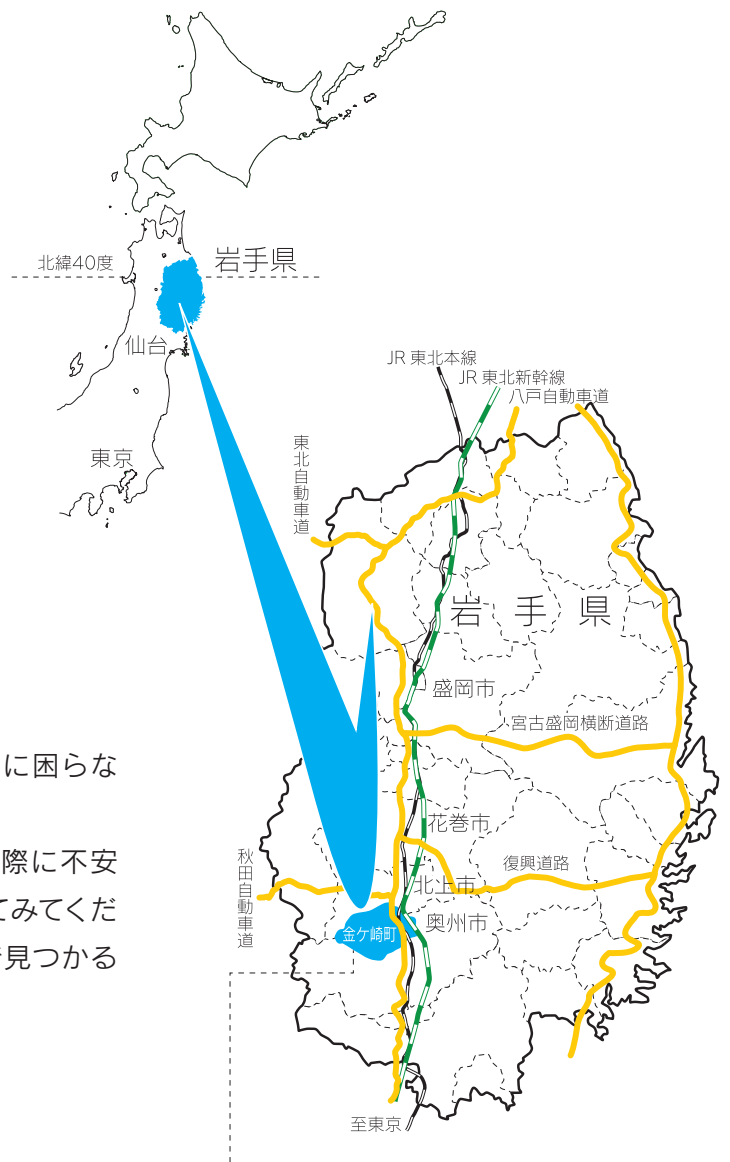 北緯40度
岩手県
仙台
東京
JR 東北本線
JR 東北新幹線
八戸自動車道
東北自動車道
岩手県
盛岡市
宮古盛岡横断道路
に困らな
花巻市
際に不安
復興道路
秋田自動車道
北上市
てみてくだ
奥州市
金ケ崎町
見つかる
至東京